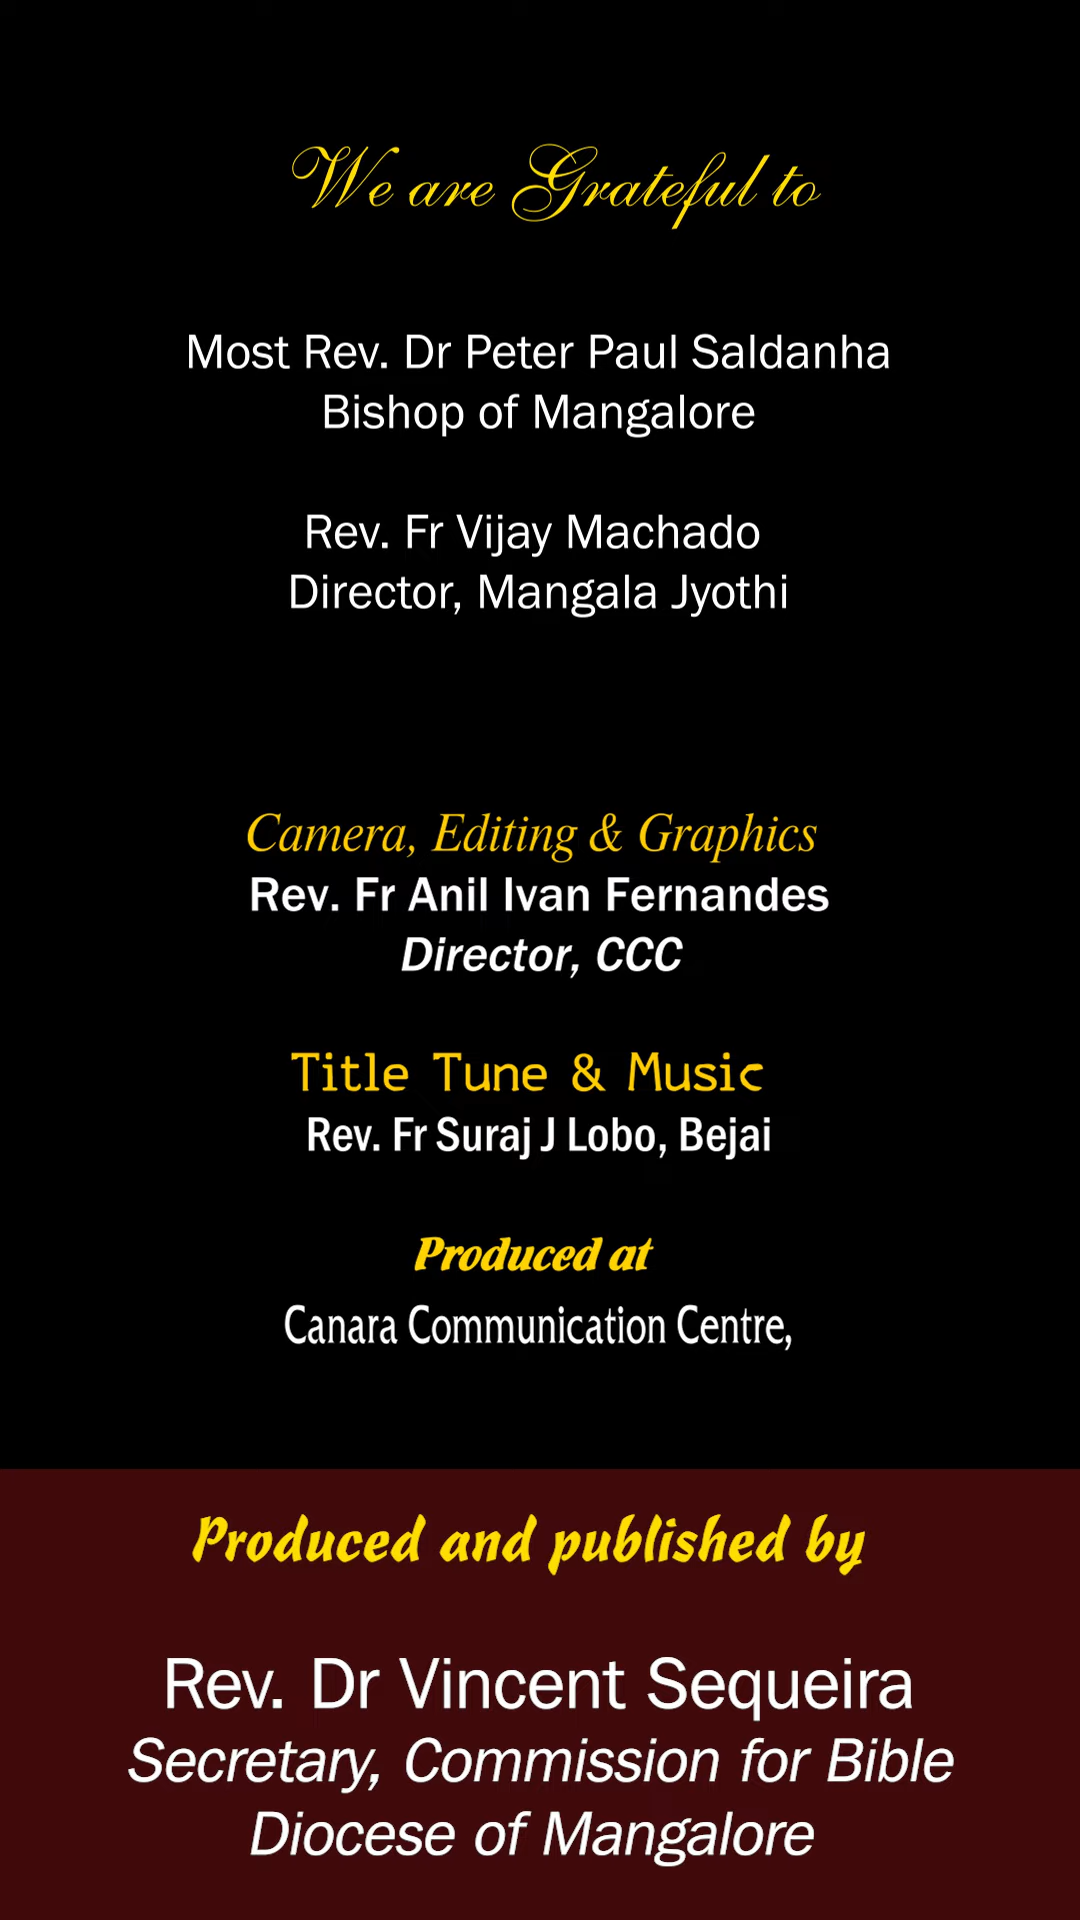 We are Grateful to
Most Rev. Dr Peter Paul Saldanha
Bishop of Mangalore
Rev. Fr Vijay Machado
Director, Mangala Jyothi
Camera, Editing & Graphics
Rev. Fr Anil Ivan Fernandes
Director, CCC
Title Tune & Music
Rev. Fr Suraj J Lobo, Bejai
Produced at
Canara Communication Centre,
Produced and published by
Rev. Dr Vincent Sequeira
Secretary, Commission for Bible
Diocese of Mangalore